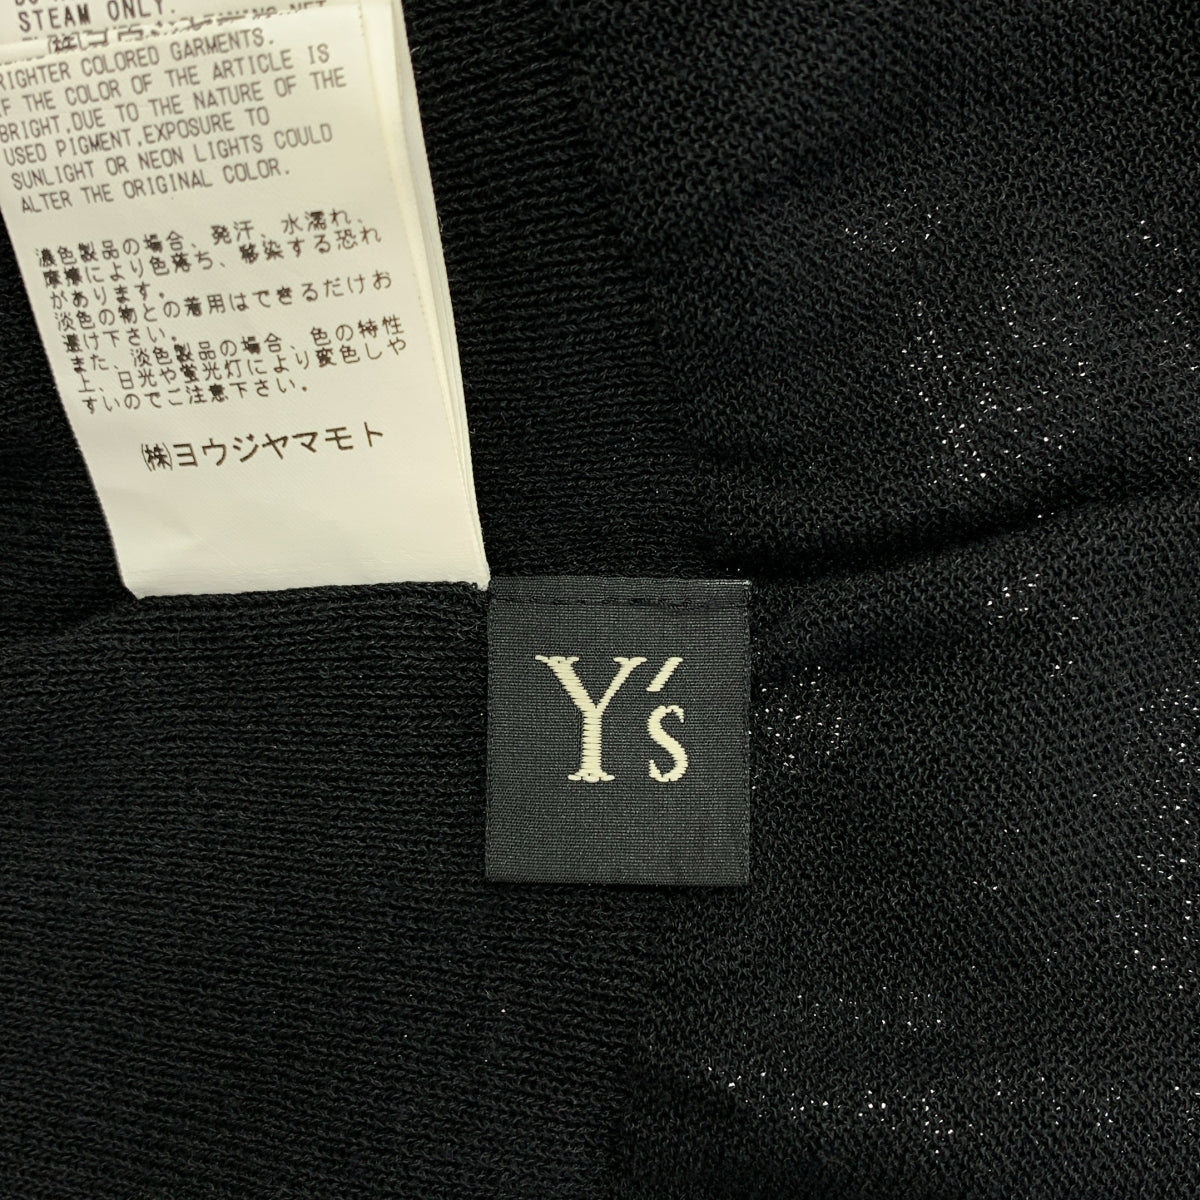 STEAM ONLY.
BRIGHTER COLORED GARMENTS.
IF THE COLOR OF THE ARTICLE IS
BRIGHT,DUE TO THE NATURE OF THE
USED PIGMENT,EXPOSURE TO
SUNLIGHT OR NEON LIGHTS COULD
ALTER THE ORIGINAL COLOR.
濃色製品の場合、発汗、水濡れ、
摩擦により色落ち、移染する恐れ
があります。
淡色の物との着用はできるだけお
避け下さい。
また、淡色製品の場合、色の特性
上、日光や蛍光灯により変色しや
すいのでご注意下さい。
㈱ヨウジヤマモト
Y's